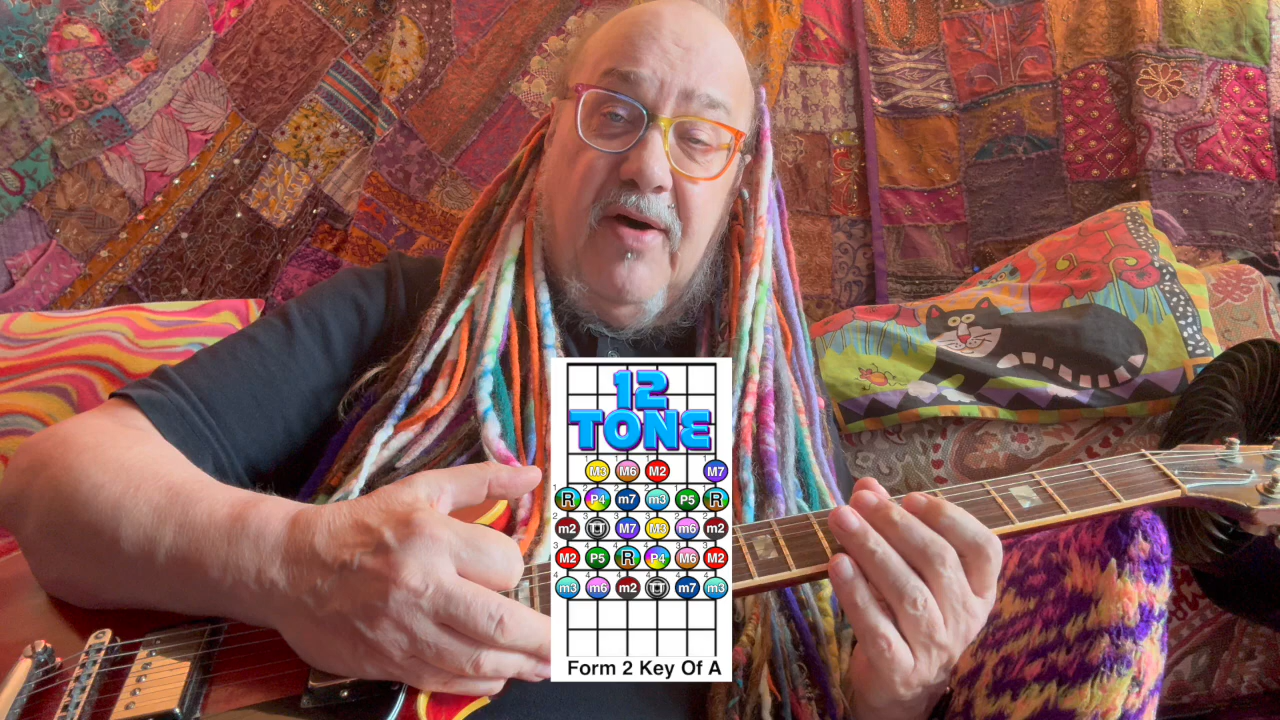 12
TONE
M3 M6 M2 M7
R P4 m7 m3 P5 R
m2 TT M7 M3 m6 m2
M2 P5 R P4 M6 M2
m3 m6 m2 TT m7 m3
Form 2 Key Of A